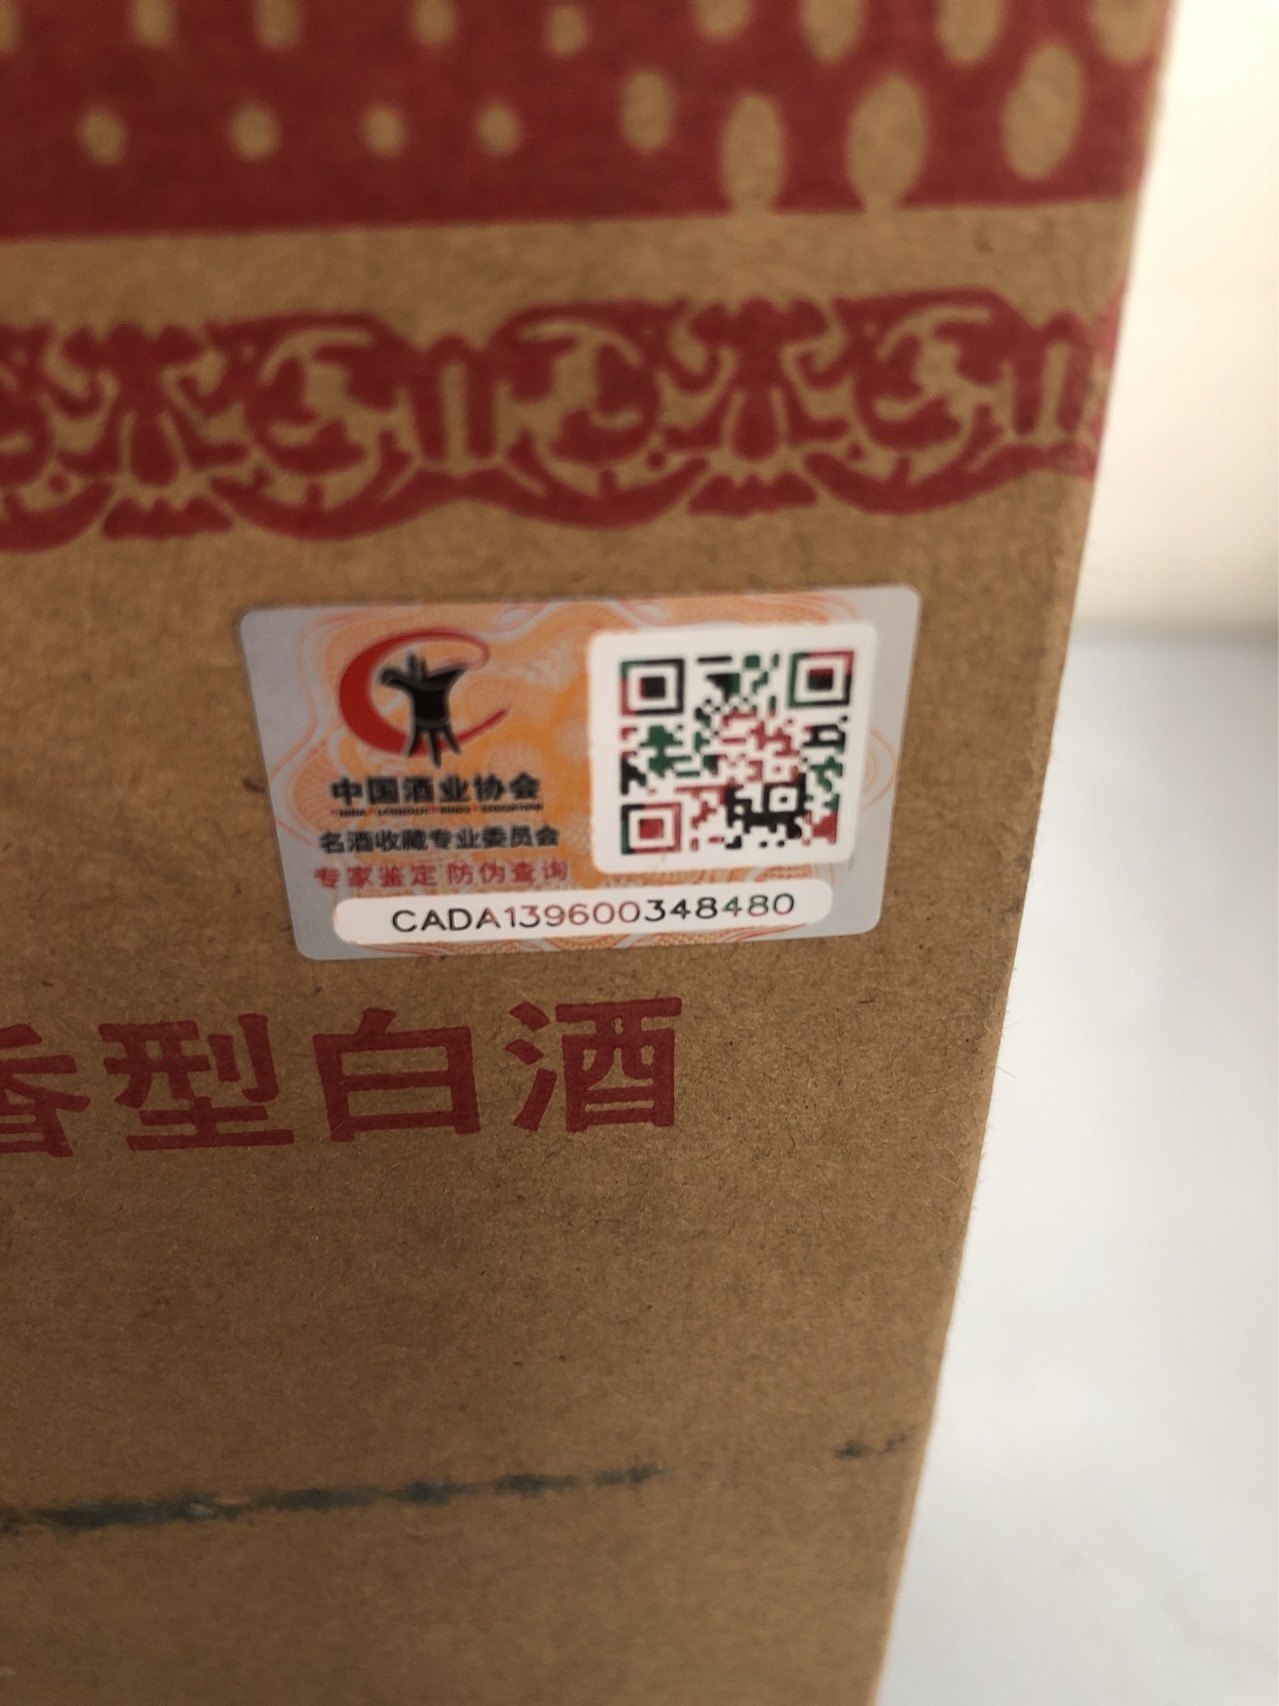 中国酒业协会
名酒收藏专业委员会
专家鉴定 防伪查询
CADA139600348480
香型白酒